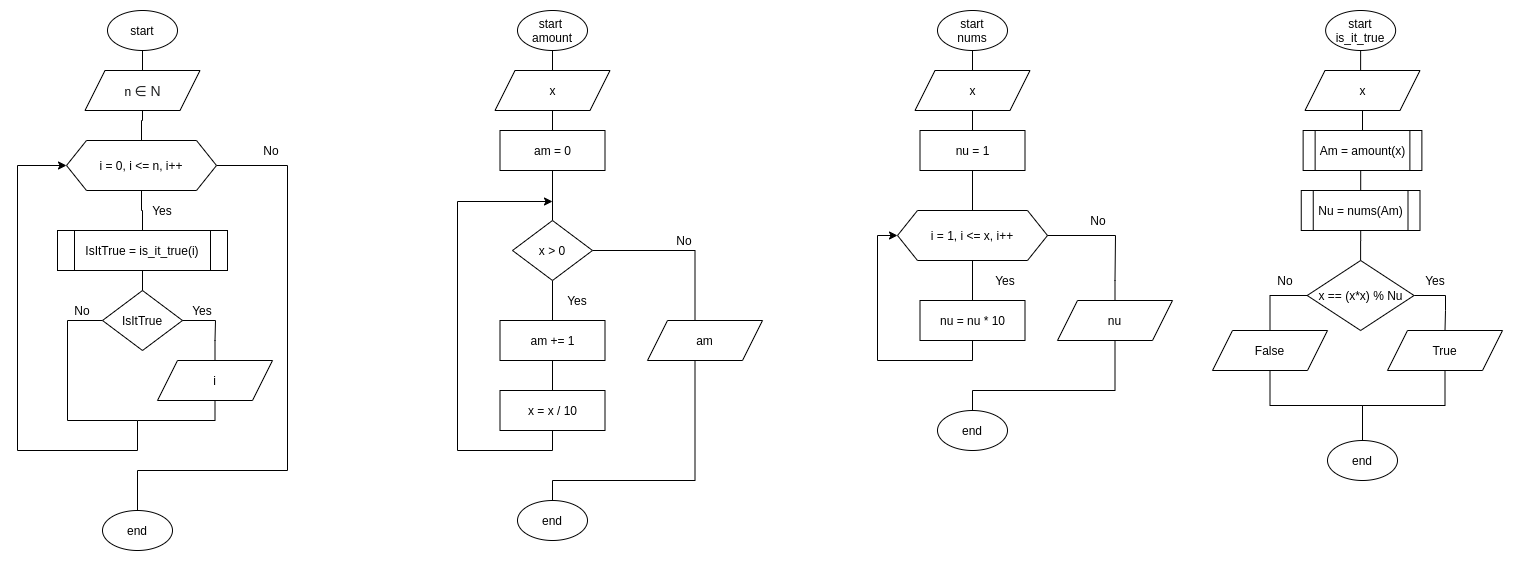 start
n ∈ N
i = 0, i <= n, i++
No
Yes
IsItTrue = is_it_true(i)
No
Yes
IsItTrue
i
end
start
amount
x
am = 0
x > 0
No
Yes
am += 1
am
x = x / 10
end
start
nums
x
nu = 1
i = 1, i <= x, i++
No
Yes
nu = nu * 10
nu
end
start
is_it_true
x
Am = amount(x)
Nu = nums(Am)
No
Yes
x == (x*x) % Nu
False
True
end